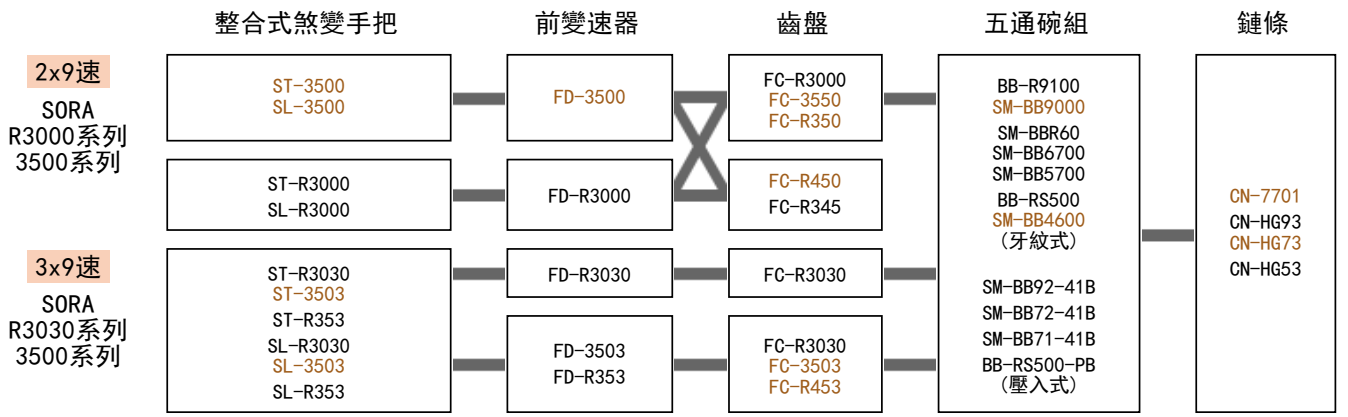 整合式煞變手把
前變速器
齒盤
五通碗組
鏈條
2x9速
SORA
R3000系列
3500系列
ST-3500
SL-3500
FD-3500
FC-R3000
FC-3550
FC-R350
ST-R3000
SL-R3000
FD-R3000
FC-R450
FC-R345
3x9速
SORA
R3030系列
3500系列
ST-R3030
ST-3503
ST-R353
SL-R3030
SL-3503
SL-R353
FD-R3030
FC-R3030
FD-3503
FD-R353
FC-R3030
FC-3503
FC-R453
BB-R9100
SM-BB9000
SM-BBR60
SM-BB6700
SM-BB5700
BB-RS500
SM-BB4600
(牙紋式)
SM-BB92-41B
SM-BB72-41B
SM-BB71-41B
BB-RS500-PB
(壓入式)
CN-7701
CN-HG93
CN-HG73
CN-HG53